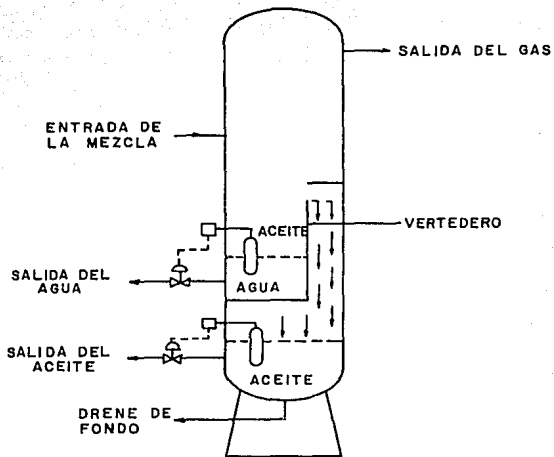 SALIDA DEL GAS
ENTRADA DE
LA MEZCLA
ACEITE
VERTEDERO
SALIDA DEL
AGUA
AGUA
SALIDA DEL
ACEITE
ACEITE
DRENE DE
FONDO